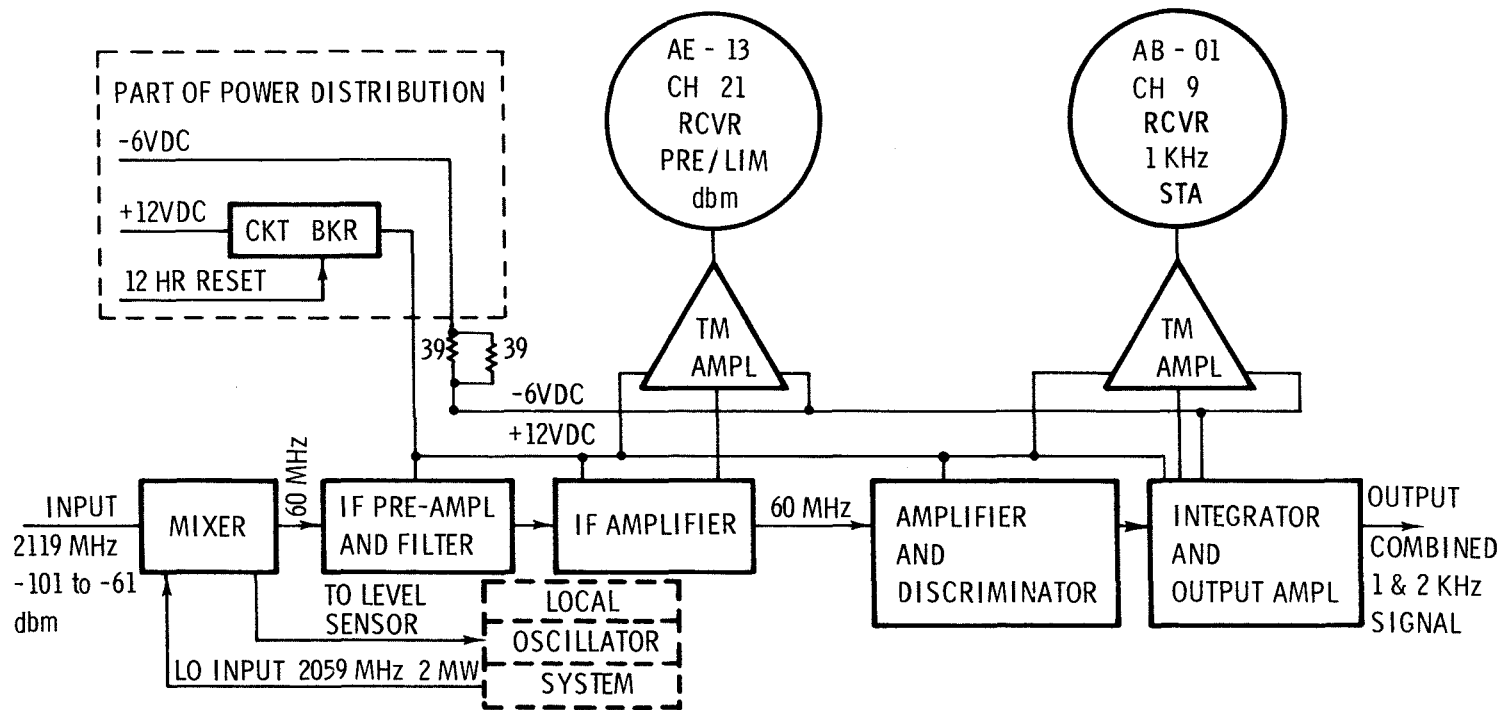 AE - 13
CH 21
RCVR
PRE/LIM
dbm
AB - 01
CH 9
RCVR
1 KHz
STA
PART OF POWER DISTRIBUTION
-6VDC
+12VDC
CKT BKR
12 HR RESET
39
39
TM
AMPL
TM
AMPL
-6VDC
+12VDC
INPUT
2119 MHz
-101 to -61
dbm
MIXER
60 MHz
IF PRE-AMPL
AND FILTER
IF AMPLIFIER
60 MHz
AMPLIFIER
AND
DISCRIMINATOR
INTEGRATOR
AND
OUTPUT AMPL
OUTPUT
COMBINED
1 & 2 KHz
SIGNAL
TO LEVEL
SENSOR
LOCAL
OSCILLATOR
SYSTEM
LO INPUT 2059 MHz 2 MW